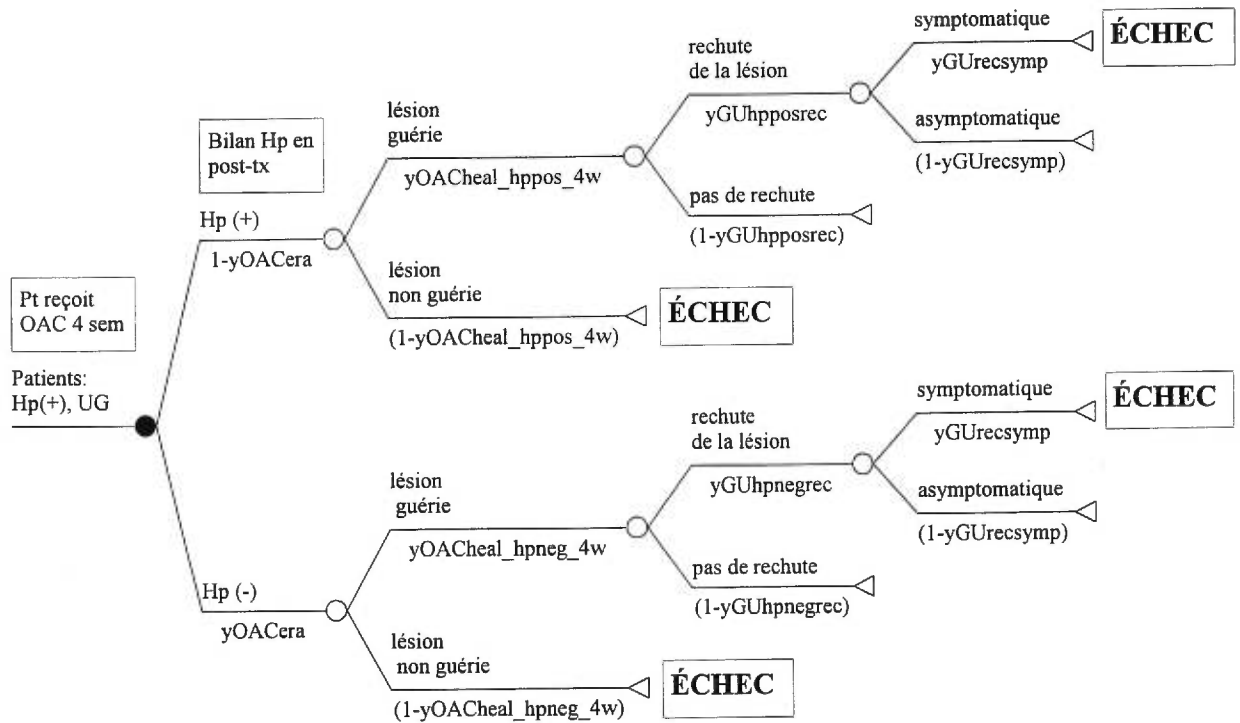 symptomatique
ÉCHEC
yGUrecsymp
rechute
de la lésion
yGUhpposrec
asymptomatique
(1-yGUrecsymp)
lésion
guérie
yOACheal_hppos_4w
pas de rechute
(1-yGUhpposrec)
Bilan Hp en
post-tx
Hp (+)
1-yOACera
lésion
non guérie
(1-yOACheal_hppos_4w)
ÉCHEC
Pt reçoit
OAC 4 sem
Patients:
Hp(+), UG
symptomatique
ÉCHEC
yGUrecsymp
rechute
de la lésion
yGUhpnegrec
asymptomatique
(1-yGUrecsymp)
lésion
guérie
yOACheal_hpneg_4w
pas de rechute
(1-yGUhpnegrec)
Hp (-)
yOACera
lésion
non guérie
(1-yOACheal_hpneg_4w)
ÉCHEC